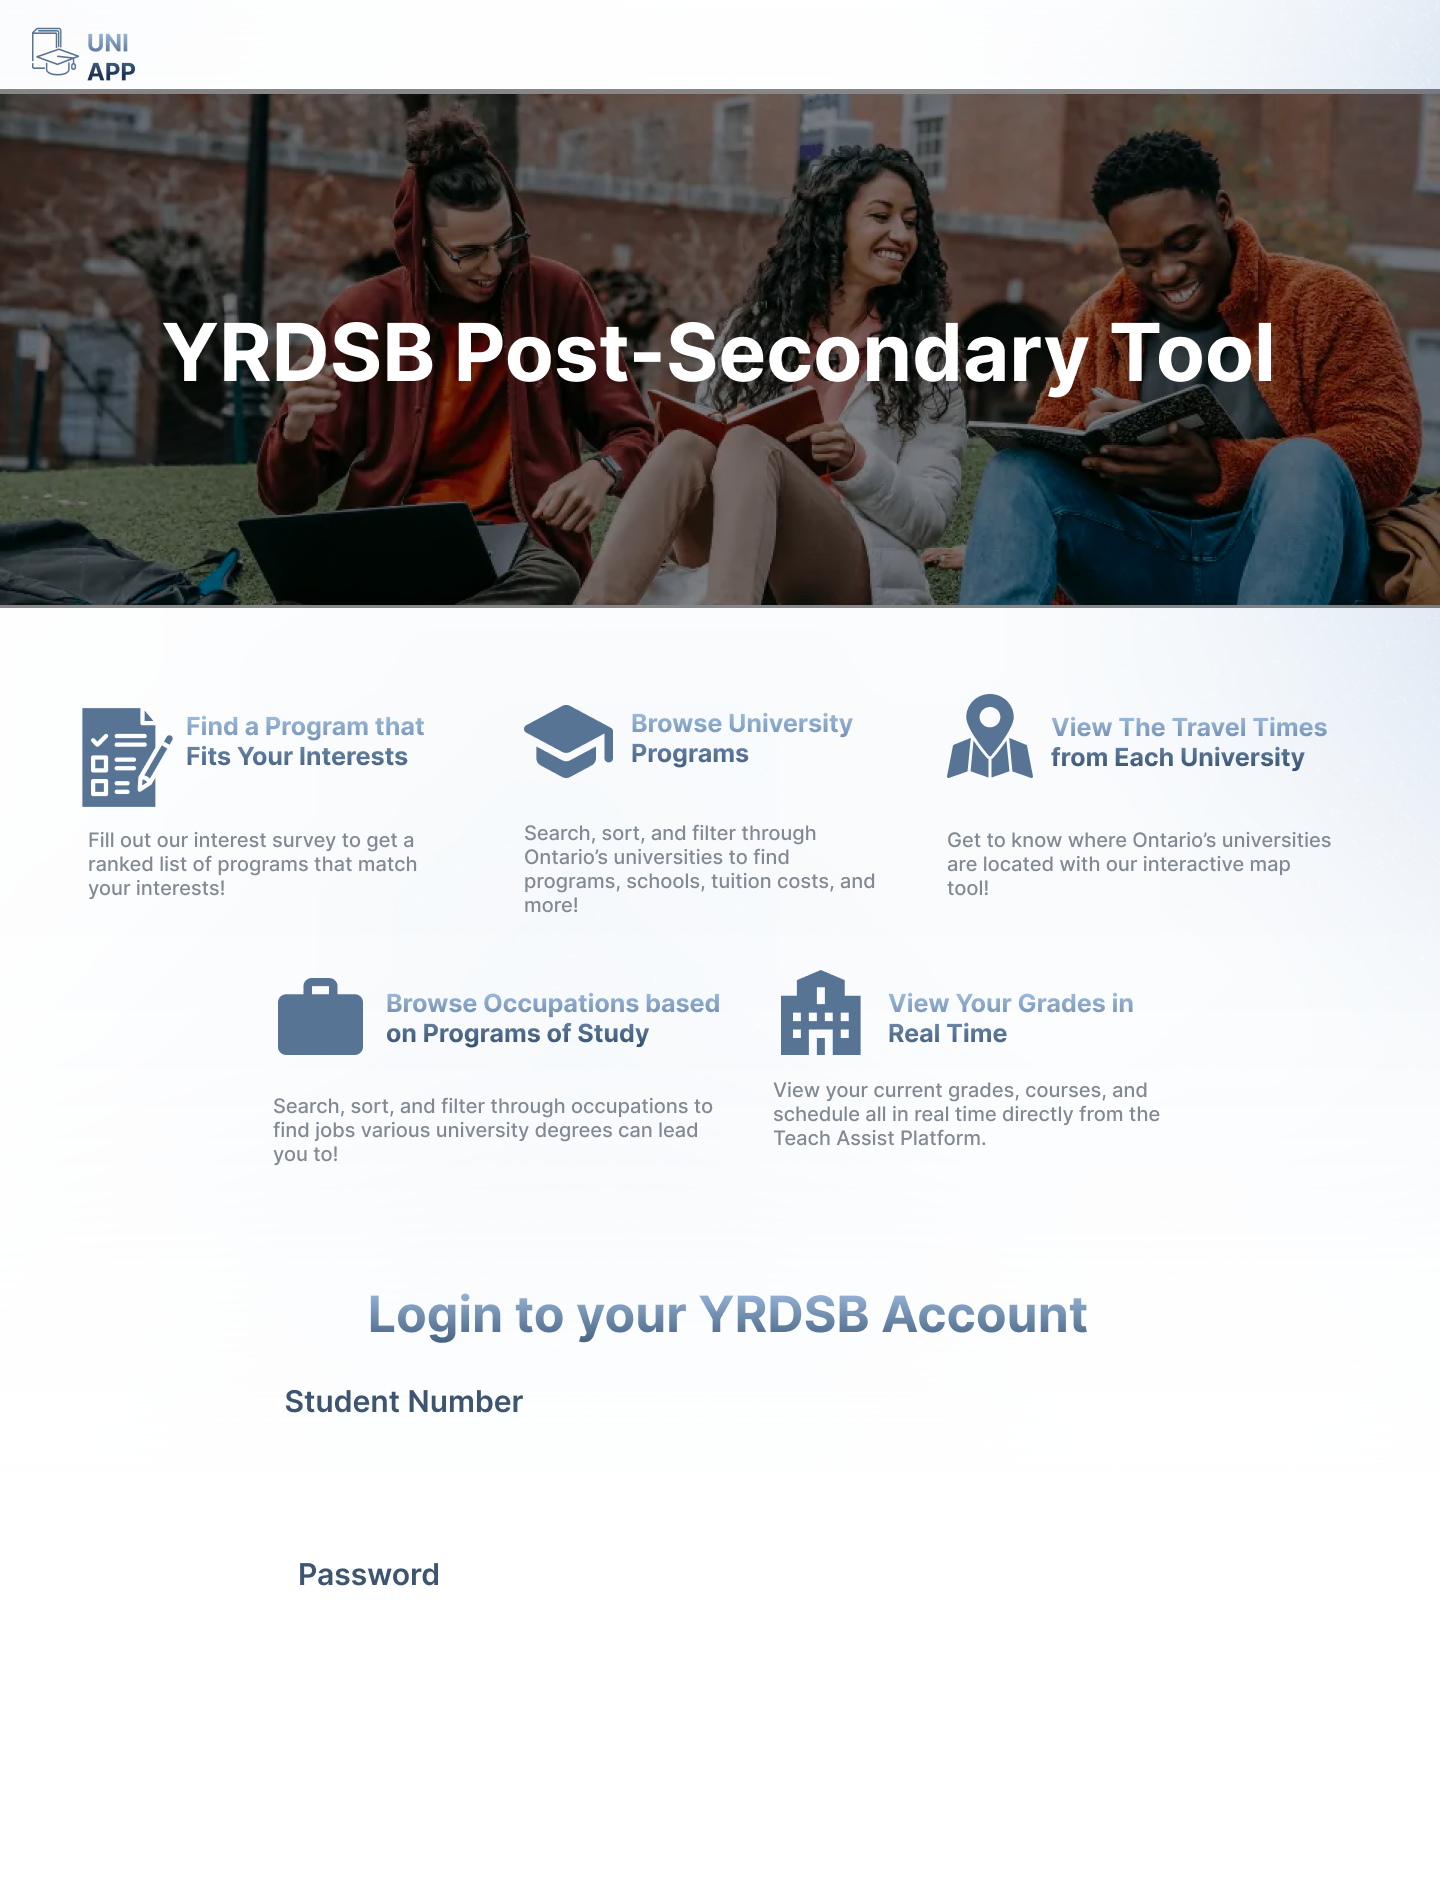 UNI
APP
YRDSB Post-Secondary Tool
Find a Program that
Fits Your Interests
Fill out our interest survey to get a
ranked list of programs that match
your interests!
Browse University
Programs
Search, sort, and filter through
Ontario’s universities to find
programs, schools, tuition costs, and
more!
View The Travel Times
from Each University
Get to know where Ontario’s universities
are located with our interactive map
tool!
Browse Occupations based
on Programs of Study
Search, sort, and filter through occupations to
find jobs various university degrees can lead
you to!
View Your Grades in
Real Time
View your current grades, courses, and
schedule all in real time directly from the
Teach Assist Platform.
Login to your YRDSB Account
Student Number
Password